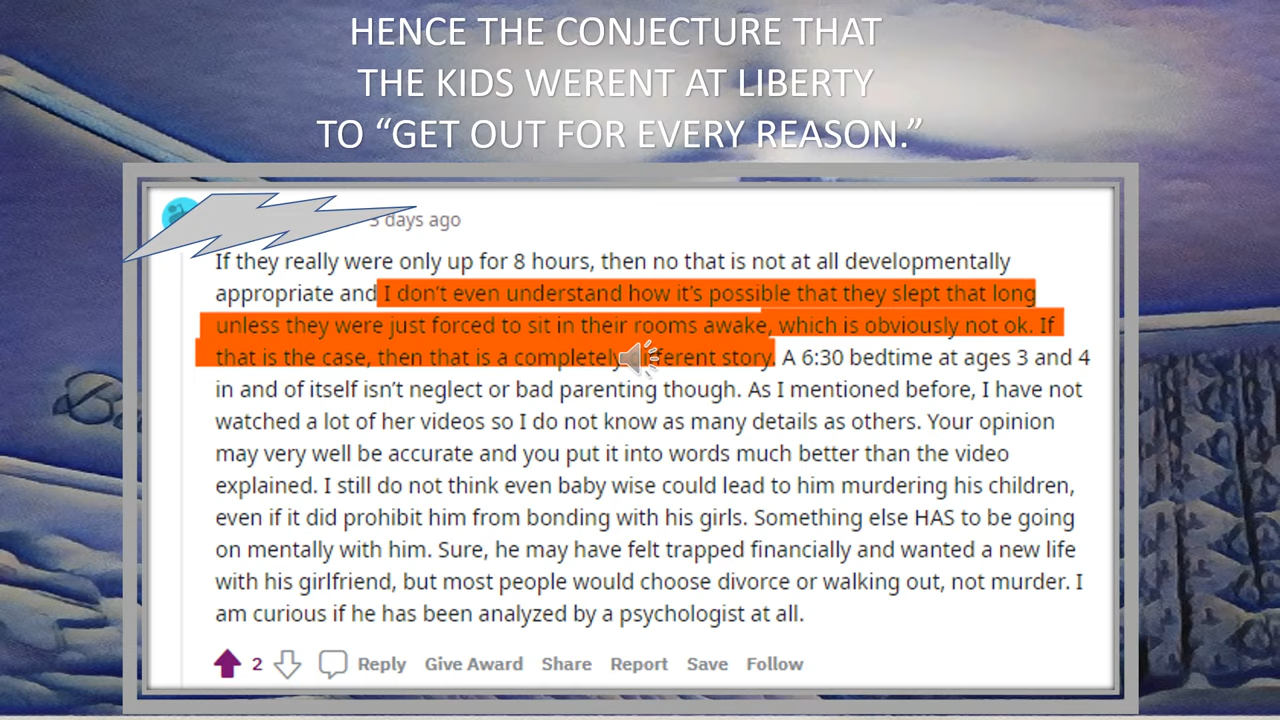 HENCE THE CONJECTURE THAT
THE KIDS WERENT AT LIBERTY
TO “GET OUT FOR EVERY REASON.”
3 days ago
If they really were only up for 8 hours, then no that is not at all developmentally
appropriate and I don’t even understand how it’s possible that they slept that long
unless they were just forced to sit in their rooms awake, which is obviously not ok. If
that is the case, then that is a completely different story. A 6:30 bedtime at ages 3 and 4
in and of itself isn’t neglect or bad parenting though. As I mentioned before, I have not
watched a lot of her videos so I do not know as many details as others. Your opinion
may very well be accurate and you put it into words much better than the video
explained. I still do not think even baby wise could lead to him murdering his children,
even if it did prohibit him from bonding with his girls. Something else HAS to be going
on mentally with him. Sure, he may have felt trapped financially and wanted a new life
with his girlfriend, but most people would choose divorce or walking out, not murder. I
am curious if he has been analyzed by a psychologist at all.
2 Reply Give Award Share Report Save Follow